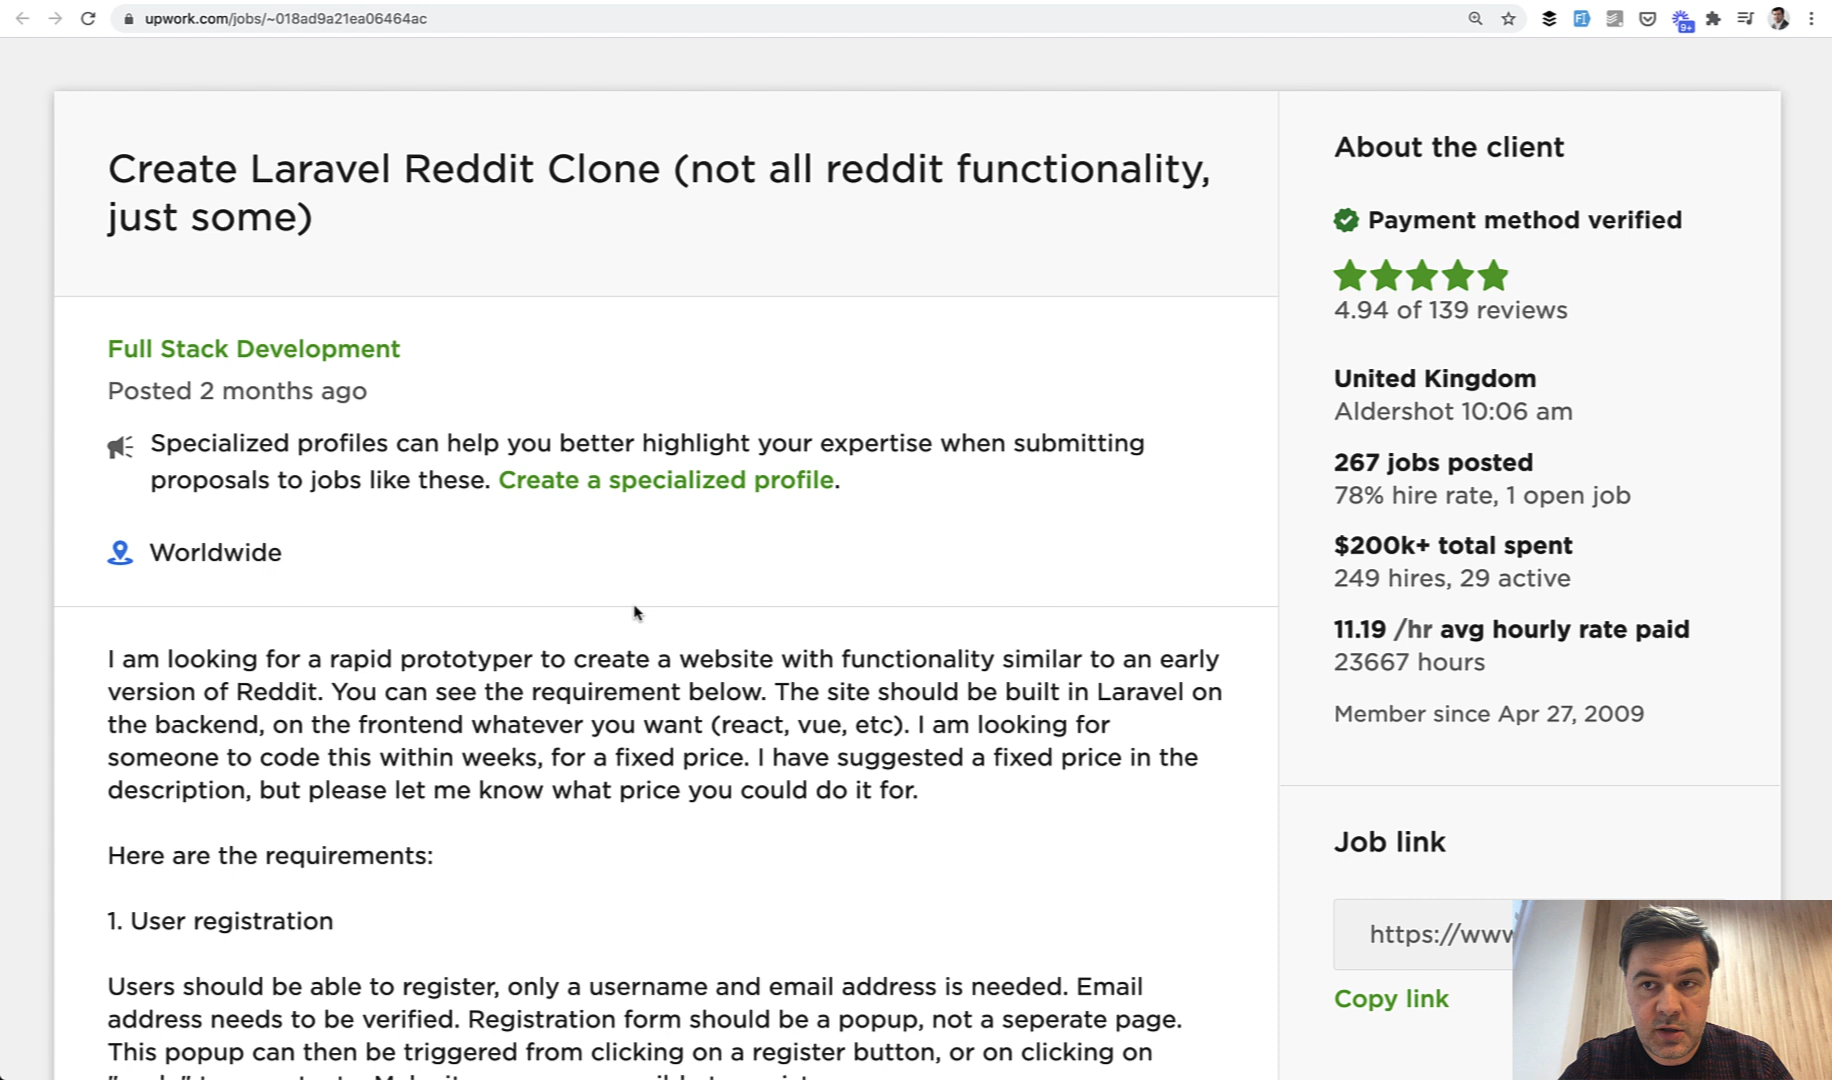 upwork.com/jobs/~018ad9a21ea06464ac
9+
Create Laravel Reddit Clone (not all reddit functionality,
just some)
Full Stack Development
Posted 2 months ago
Specialized profiles can help you better highlight your expertise when submitting
proposals to jobs like these. Create a specialized profile.
Worldwide
I am looking for a rapid prototyper to create a website with functionality similar to an early
version of Reddit. You can see the requirement below. The site should be built in Laravel on
the backend, on the frontend whatever you want (react, vue, etc). I am looking for
someone to code this within weeks, for a fixed price. I have suggested a fixed price in the
description, but please let me know what price you could do it for.
Here are the requirements:
1. User registration
Users should be able to register, only a username and email address is needed. Email
address needs to be verified. Registration form should be a popup, not a seperate page.
This popup can then be triggered from clicking on a register button, or on clicking on
About the client
Payment method verified
4.94 of 139 reviews
United Kingdom
Aldershot 10:06 am
267 jobs posted
78% hire rate, 1 open job
$200k+ total spent
249 hires, 29 active
11.19 /hr avg hourly rate paid
23667 hours
Member since Apr 27, 2009
Job link
https://www
Copy link